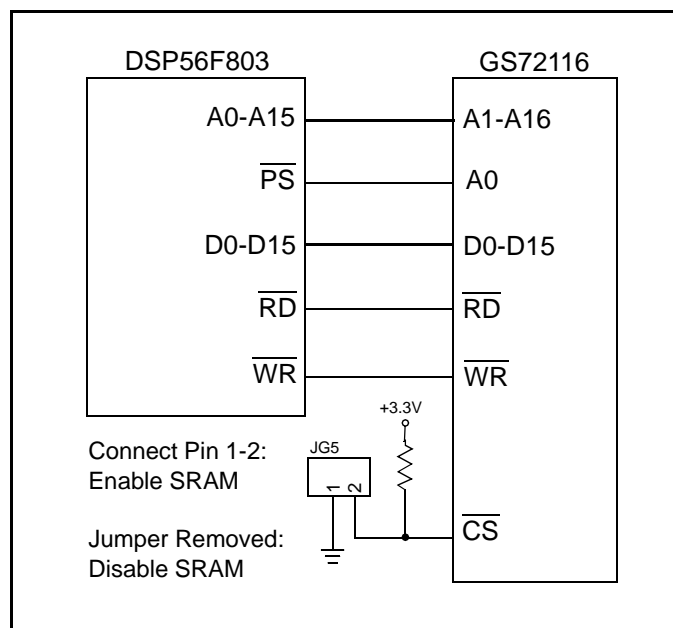 DSP56F803 GS72116
A0-A15 A1-A16
PS A0
D0-D15 D0-D15
RD RD
WR WR
+3.3V
Connect Pin 1-2:
Enable SRAM
JG5
1 2
CS
Jumper Removed:
Disable SRAM